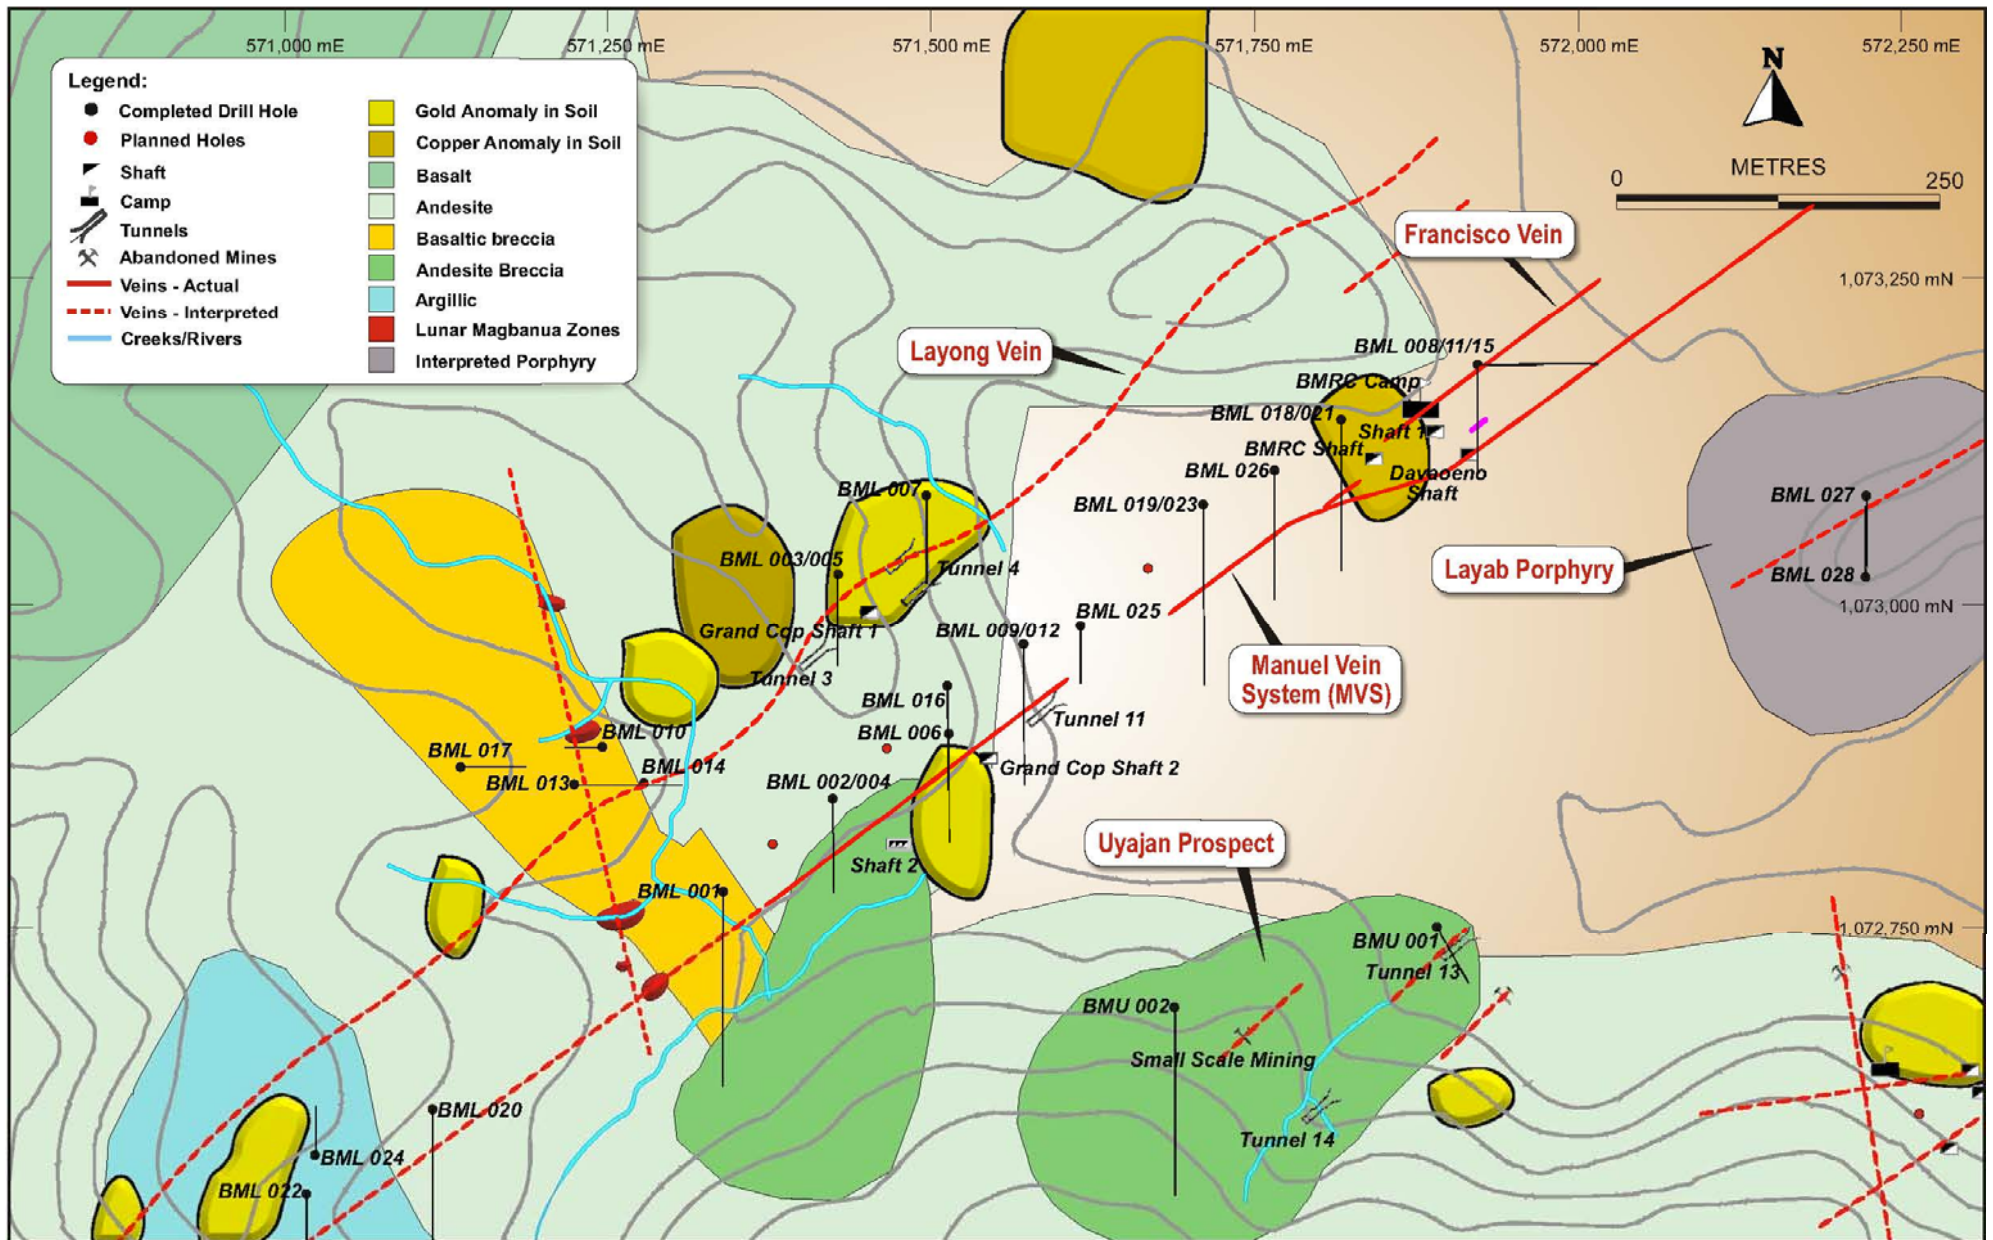 571,000 mE
571,250 mE
571,500 mE
571,750 mE
572,000 mE
572,250 mE
N
METRES
0
250
Legend:
Completed Drill Hole
Planned Holes
Shaft
Camp
Tunnels
Abandoned Mines
Veins - Actual
Veins - Interpreted
Creeks/Rivers
Gold Anomaly in Soil
Copper Anomaly in Soil
Basalt
Andesite
Basaltic breccia
Andesite Breccia
Argillic
Lunar Magbanua Zones
Interpreted Porphyry
Francisco Vein
1,073,250 mN
Layong Vein
BML 008/11/15
BMRC Camp
BML 018/021
Shaft 1
BMRC Shaft
BML 026
Davaoeno
Shaft
BML 007
BML 019/023
BML 027
BML 003/005
Tunnel 4
Layab Porphyry
BML 028
1,073,000 mN
BML 025
Grand Cop Shaft 1
BML 009/012
Tunnel 3
Manuel Vein
System (MVS)
BML 016
Tunnel 11
BML 006
BML 010
BML 017
BML 014
BML 013
BML 002/004
Grand Cop Shaft 2
Uyajan Prospect
Shaft 2
BML 001
1,072,750 mN
BMU 001
Tunnel 13
BMU 002
Small Scale Mining
BML 020
Tunnel 14
BML 024
BML 022